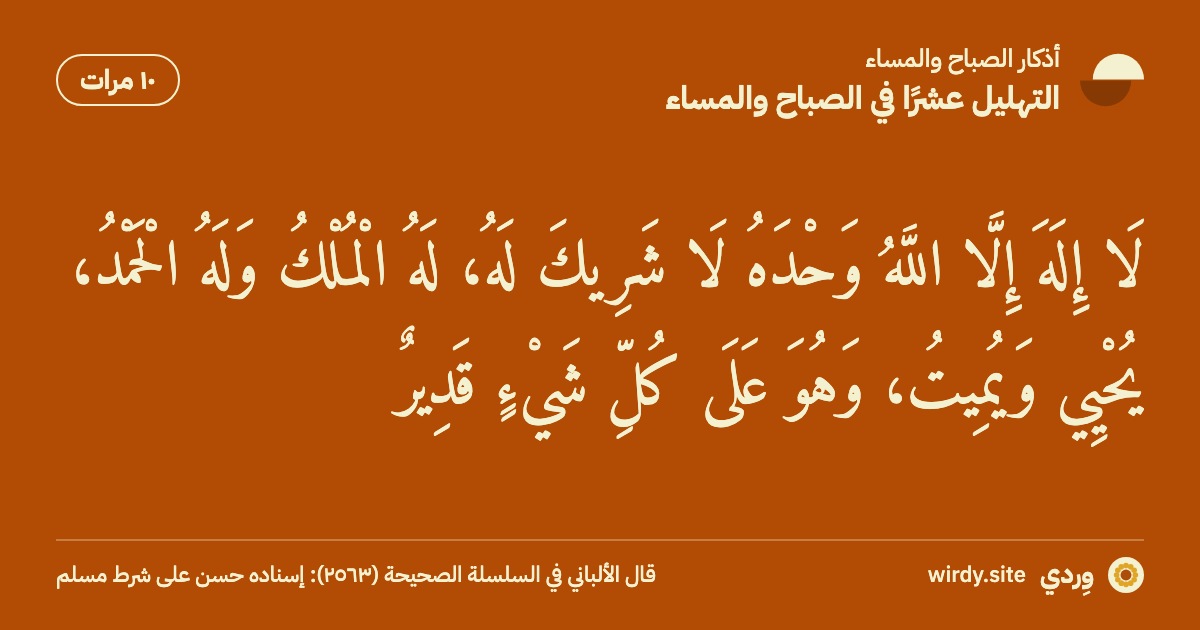 أذكار الصباح والمساء
التهليل عشرًا في الصباح والمساء
١٠ مرات
لَا إِلَهَ إِلَّا اللَّهُ وَحْدَهُ لَا شَرِيكَ لَهُ، لَهُ الْمُلْكُ وَلَهُ الْحَمْدُ،
يُحْيِي وَيُمِيتُ، وَهُوَ عَلَى كُلِّ شَيْءٍ قَدِيرٌ
وِردي wirdy.site
قال الألباني في السلسلة الصحيحة (٢٥٦٣): إسناده حسن على شرط مسلم